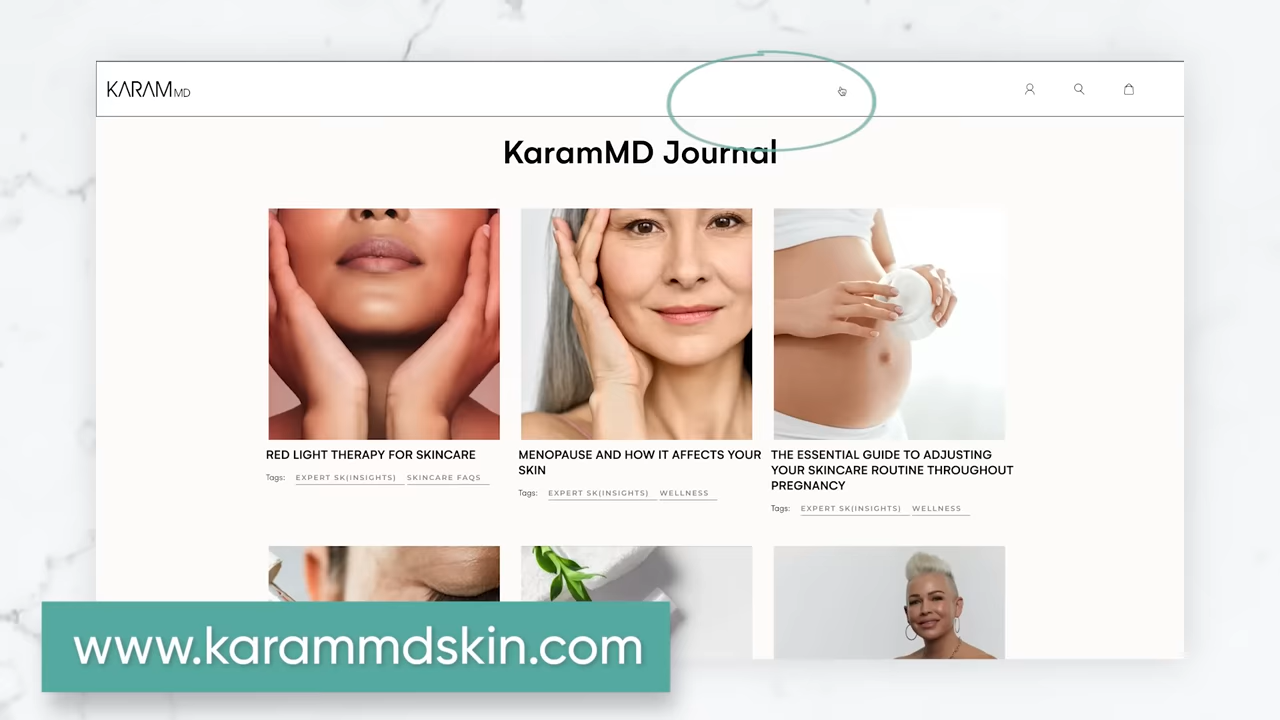 KARAM MD
KaramMD Journal
RED LIGHT THERAPY FOR SKINCARE
Tags: EXPERT SK(INSIGHTS) SKINCARE FAQS
MENOPAUSE AND HOW IT AFFECTS YOUR
SKIN
Tags: EXPERT SK(INSIGHTS) WELLNESS
THE ESSENTIAL GUIDE TO ADJUSTING
YOUR SKINCARE ROUTINE THROUGHOUT
PREGNANCY
Tags: EXPERT SK(INSIGHTS) WELLNESS
www.karammdskin.com